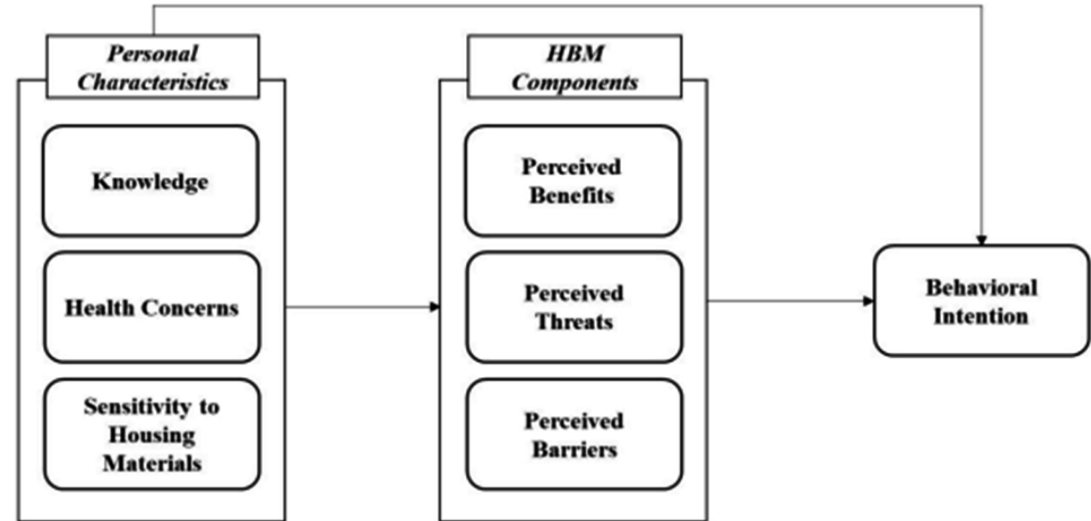 Personal
Characteristics
Knowledge
Health Concerns
Sensitivity to
Housing
Materials
HBM
Components
Perceived
Benefits
Perceived
Threats
Perceived
Barriers
Behavioral
Intention